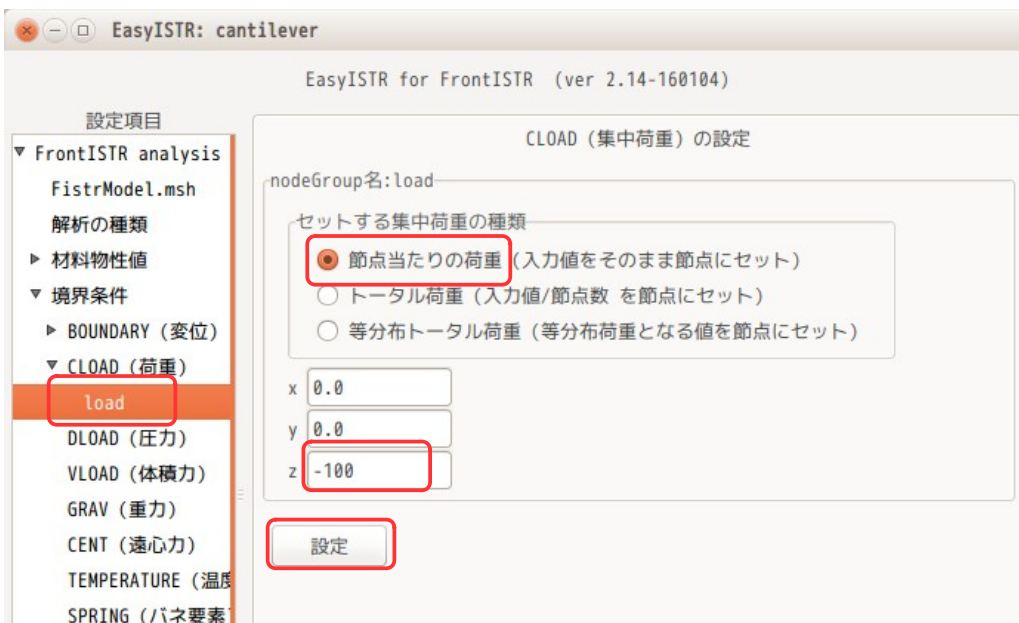 EasyISTR: cantilever
EasyISTR for FrontISTR (ver 2.14-160104)
設定項目
FrontISTR analysis
FistrModel.msh
解析の種類
材料物性値
境界条件
BOUNDARY (変位)
CLOAD (荷重)
load
DLOAD (圧力)
VLOAD (体積力)
GRAV (重力)
CENT (遠心力)
TEMPERATURE (温度
SPRING (バネ要素
CLOAD (集中荷重) の設定
nodeGroup名:load
セットする集中荷重の種類
節点当たりの荷重 (入力値をそのまま節点にセット)
トータル荷重 (入力値/節点数 を節点にセット)
等分布トータル荷重 (等分布荷重となる値を節点にセット)
x 0.0
y 0.0
z -100
設定